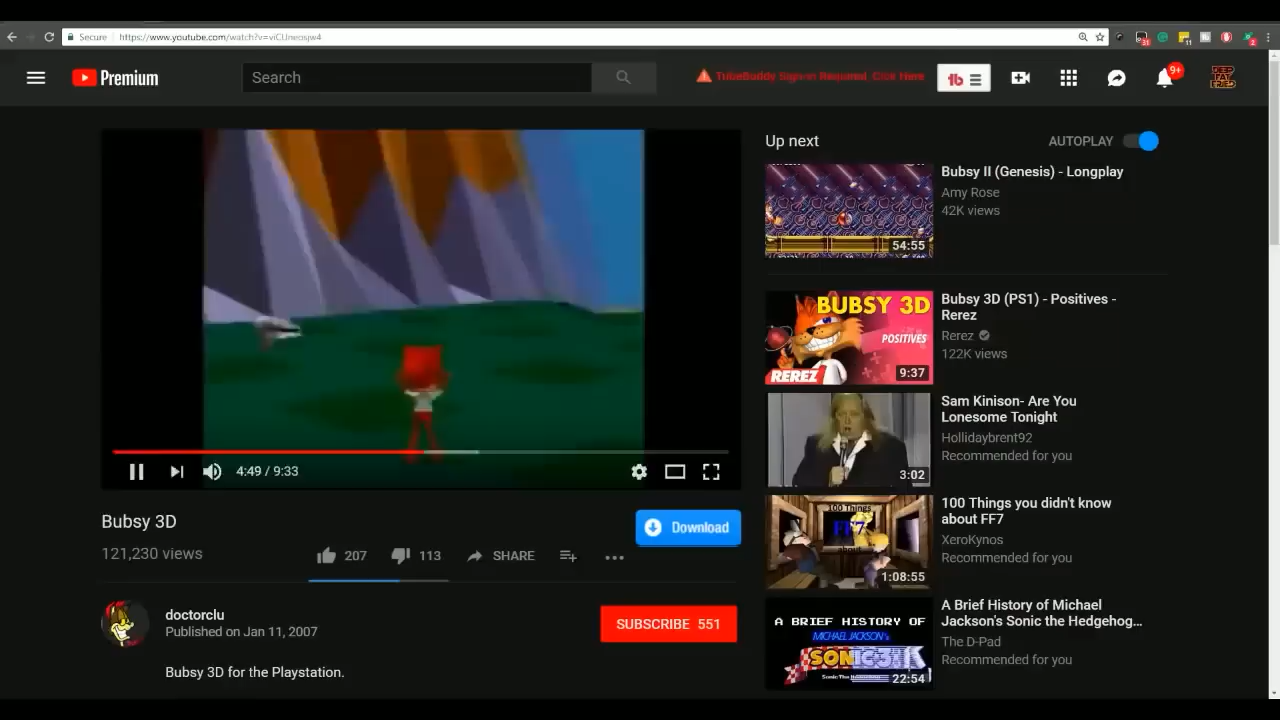 Secure https://www.youtube.com/watch?v=viCUneosjw4
Premium
Search
TubeBuddy Sign-in Required. Click Here
9+
Up next
AUTOPLAY
Bubsy II (Genesis) - Longplay
Amy Rose
42K views
54:55
BUBSY 3D
POSITIVES
REREZ
9:37
Bubsy 3D (PS1) - Positives -
Rerez
Rerez
122K views
Sam Kinison- Are You
Lonesome Tonight
Hollidaybrent92
Recommended for you
3:02
100 Things
FF7
about
1:08:55
100 Things you didn't know
about FF7
XeroKynos
Recommended for you
A BRIEF HISTORY OF
MICHAEL JACKSON's
SONIC
22:54
A Brief History of Michael
Jackson's Sonic the Hedgehog...
The D-Pad
Recommended for you
4:49 / 9:33
Bubsy 3D
Download
121,230 views
207
113
SHARE
doctorclu
Published on Jan 11, 2007
SUBSCRIBE 551
Bubsy 3D for the Playstation.